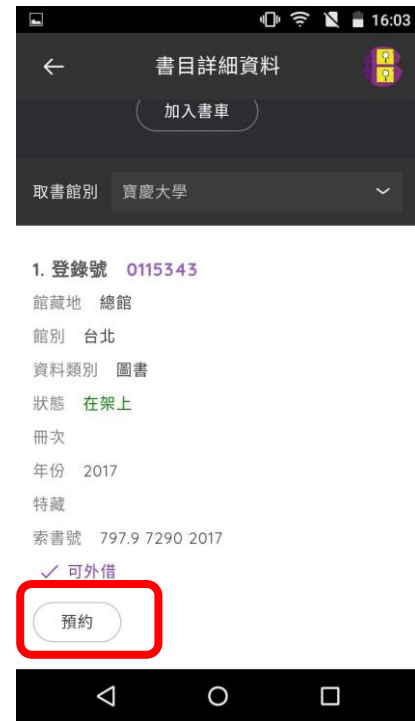 16:03
書目詳細資料
加入書車
取書館別 寶慶大學
1. 登錄號 0115343
館藏地 總館
館別 台北
資料類別 圖書
狀態 在架上
冊次
年份 2017
特藏
索書號 797.9 7290 2017
✓ 可外借
預約